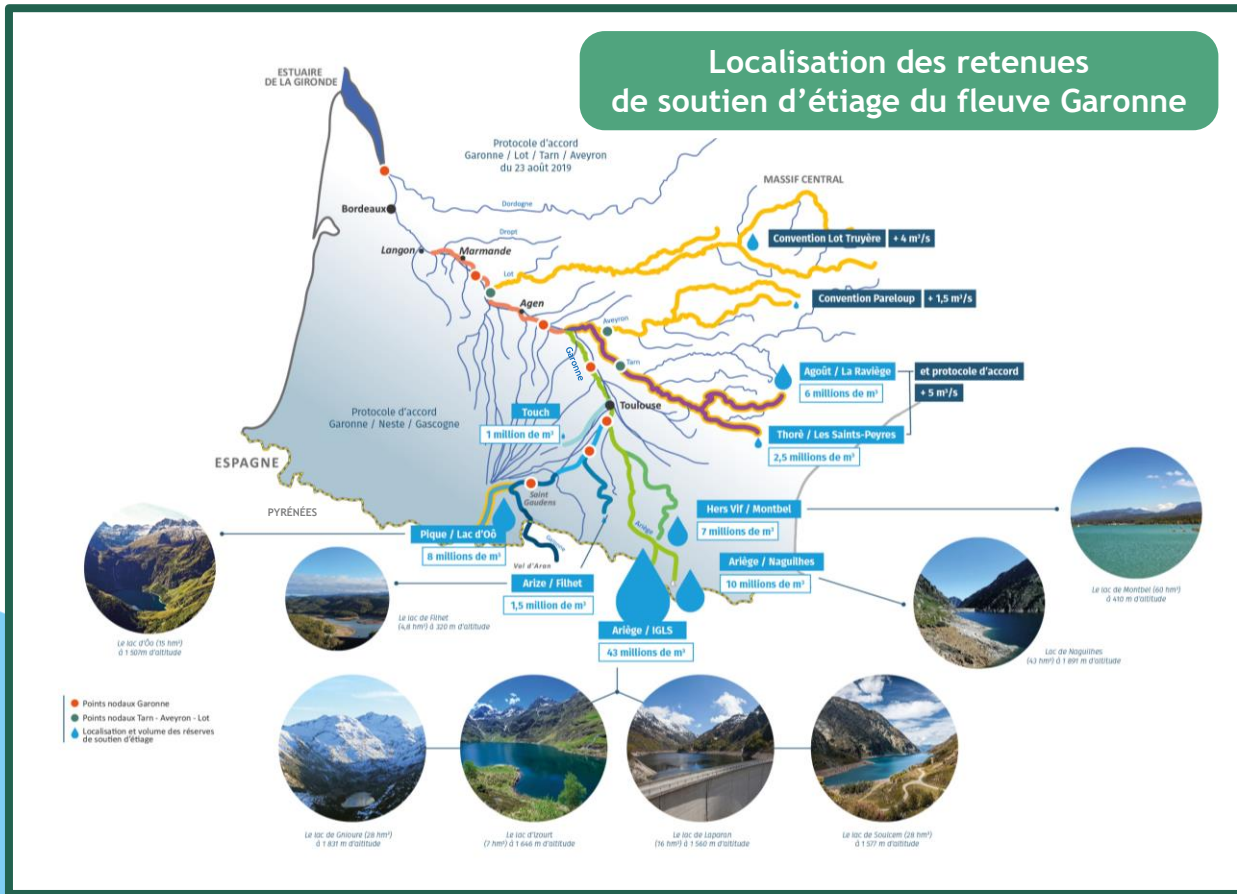 Localisation des retenues
de soutien d’étiage du fleuve Garonne
ESTUAIRE
DE LA GIRONDE
Protocole d'accord
Garonne / Lot / Tarn / Aveyron
du 23 août 2019
MASSIF CENTRAL
Dordogne
Bordeaux
Dropt
Langon
Marmande
Convention Lot Truyère
+ 4 m³/s
Lot
Convention Pareloup
+ 1,5 m³/s
Agen
Aveyron
Garonne
Tarn
Agoût / La Raviège
6 millions de m³
et protocole d'accord
+ 5 m³/s
Protocole d'accord
Garonne / Neste / Gascogne
Touch
1 million de m³
Toulouse
Thoré / Les Saints-Peyres
2,5 millions de m³
ESPAGNE
PYRÉNÉES
Saint
Gaudens
Hers Vif / Montbel
7 millions de m³
Pique / Lac d'Oô
8 millions de m³
Garonne
Ariège
Val d'Aran
Ariège / Naguilhes
10 millions de m³
Arize / Filhet
1,5 million de m³
Ariège / IGLS
43 millions de m³
Le lac de Montbel (60 hm³)
à 410 m d'altitude
Le lac de Filhet
(4,8 hm³) à 320 m d'altitude
Le lac d'Ôo (15 hm³)
à 1 507m d'altitude
Lac de Naguilhes
(43 hm³) à 1 891 m d'altitude
Points nodaux Garonne
Points nodaux Tarn - Aveyron - Lot
Localisation et volume des réserves
de soutien d'étiage
Le lac de Gnioure (28 hm³)
à 1 831 m d'altitude
Le lac d'Izourt
(7 hm³) à 1 646 m d'altitude
Le lac de Laparan
(16 hm³) à 1 560 m d'altitude
Le lac de Soulcem (28 hm³)
à 1 577 m d'altitude